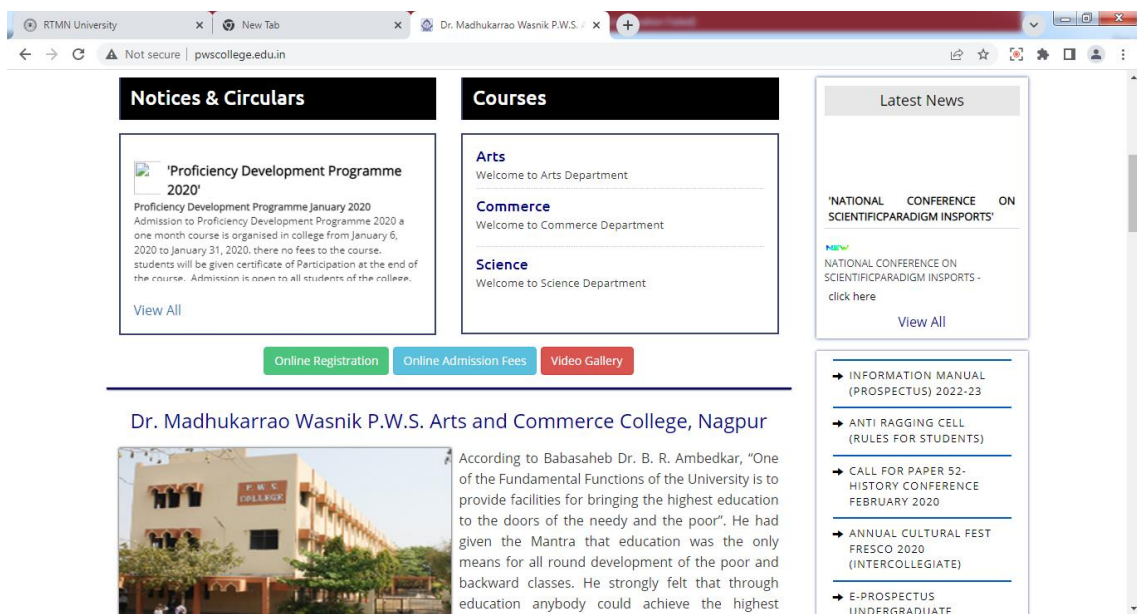 RTMN University
New Tab
Dr. Madhukarrao Wasnik P.W.S. A
Not secure | pwscollege.edu.in
Notices & Circulars
'Proficiency Development Programme
2020'
Proficiency Development Programme January 2020
Admission to Proficiency Development Programme 2020 a
one month course is organised in college from January 6,
2020 to January 31, 2020. there no fees to the course.
students will be given certificate of Participation at the end of
the course. Admission is open to all students of the college.
View All
Courses
Arts
Welcome to Arts Department
Commerce
Welcome to Commerce Department
Science
Welcome to Science Department
Online Registration
Online Admission Fees
Video Gallery
Dr. Madhukarrao Wasnik P.W.S. Arts and Commerce College, Nagpur
P. W. S.
COLLEGE
According to Babasaheb Dr. B. R. Ambedkar, “One
of the Fundamental Functions of the University is to
provide facilities for bringing the highest education
to the doors of the needy and the poor”. He had
given the Mantra that education was the only
means for all round development of the poor and
backward classes. He strongly felt that through
education anybody could achieve the highest
Latest News
'NATIONAL CONFERENCE ON
SCIENTIFICPARADIGM INSPORTS'
NEW
NATIONAL CONFERENCE ON
SCIENTIFICPARADIGM INSPORTS -
click here
View All
INFORMATION MANUAL
(PROSPECTUS) 2022-23
ANTI RAGGING CELL
(RULES FOR STUDENTS)
CALL FOR PAPER 52-
HISTORY CONFERENCE
FEBRUARY 2020
ANNUAL CULTURAL FEST
FRESCO 2020
(INTERCOLLEGIATE)
E-PROSPECTUS
UNDERGRADUATE